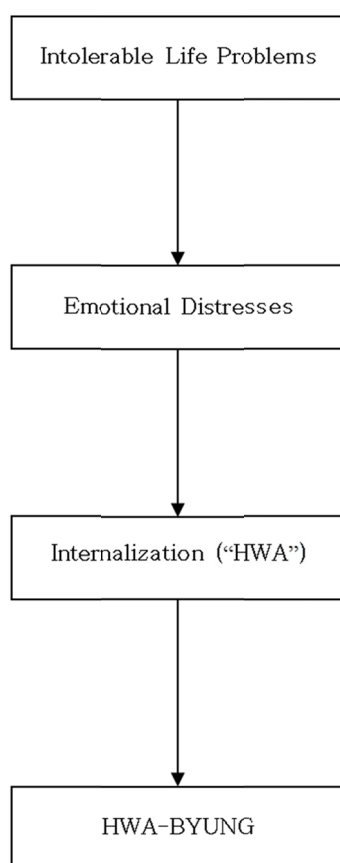 Intolerable Life Problems
Emotional Distresses
Internalization (“HWA”)
HWA-BYUNG